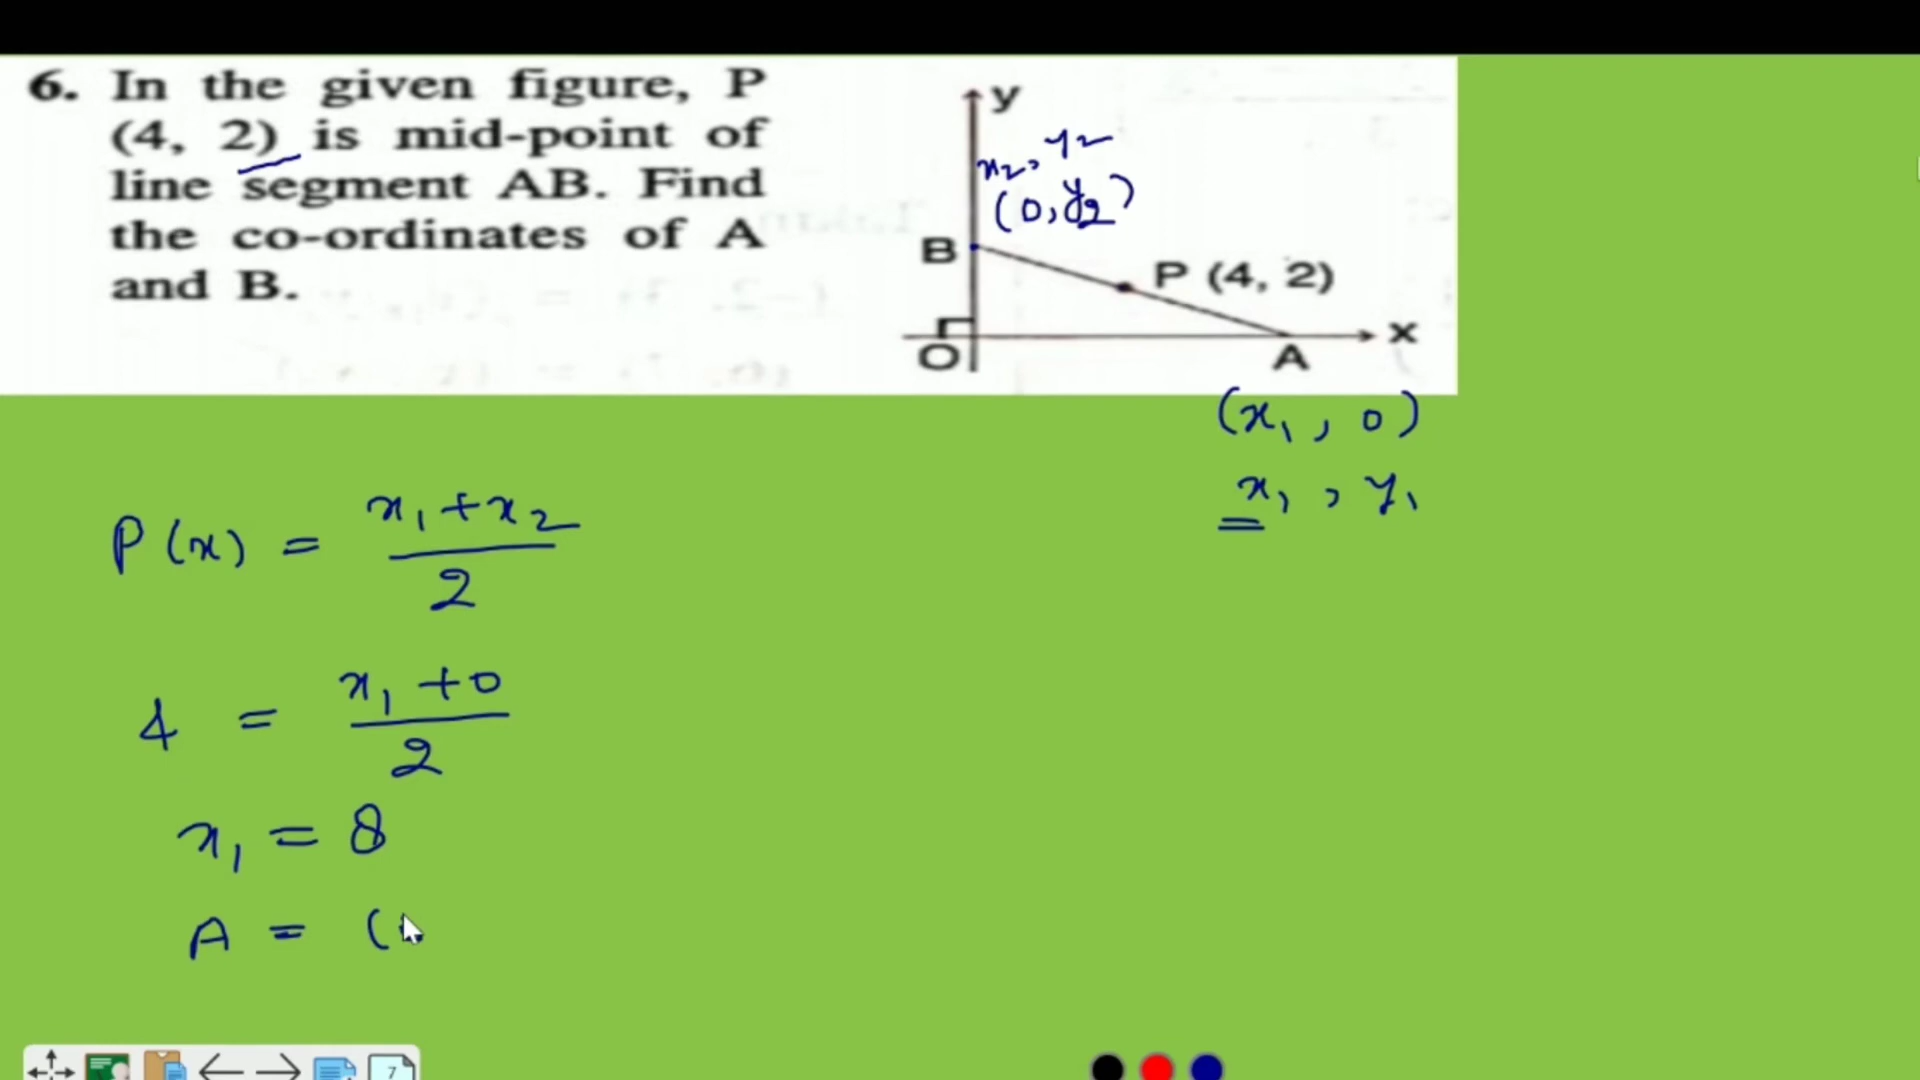 6. In the given figure, P
(4, 2) is mid-point of
line segment AB. Find
the co-ordinates of A
and B.
y
x₂, y₂
(0, y₂)
B
P (4, 2)
x
O
A
(x₁, 0)
x₁, y₁
P(x) = (x₁ + x₂)/2
4 = (x₁ + 0)/2
x₁ = 8
A = (
7